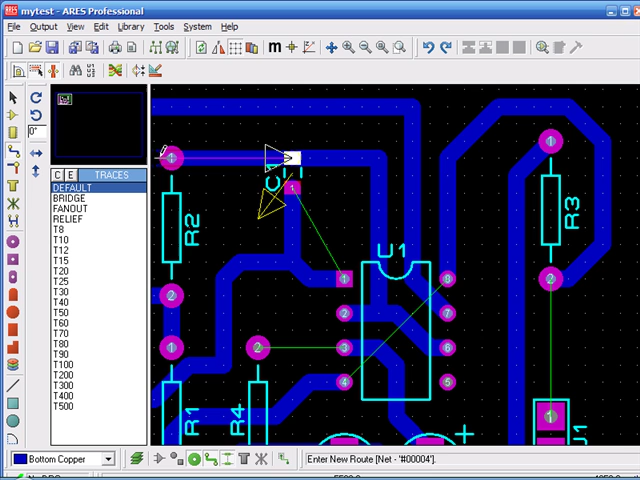 mytest - ARES Professional
File Output View Edit Library Tools System Help
m
0°
C E TRACES
DEFAULT
BRIDGE
FANOUT
RELIEF
T8
T10
T12
T15
T20
T25
T30
T40
T50
T60
T70
T80
T90
T100
T200
T300
T400
T500
1
C1
1
R2
1
R3
U1
1 8
2
2
2 7
1 2 3 6
4 5
R1
R4
1
J1
+
Bottom Copper
Enter New Route [Net - '#00004'].